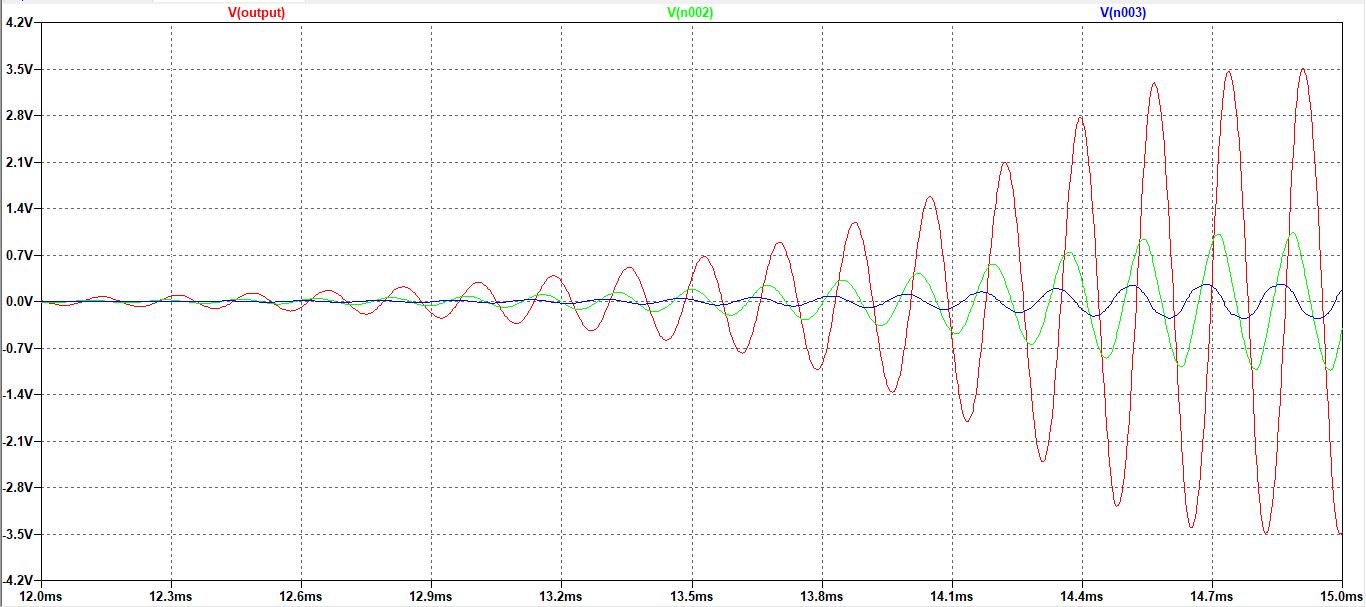 V(output) V(n002) V(n003)
4.2V
3.5V
2.8V
2.1V
1.4V
0.7V
0.0V
-0.7V
-1.4V
-2.1V
-2.8V
-3.5V
-4.2V
12.0ms 12.3ms 12.6ms 12.9ms 13.2ms 13.5ms 13.8ms 14.1ms 14.4ms 14.7ms 15.0ms